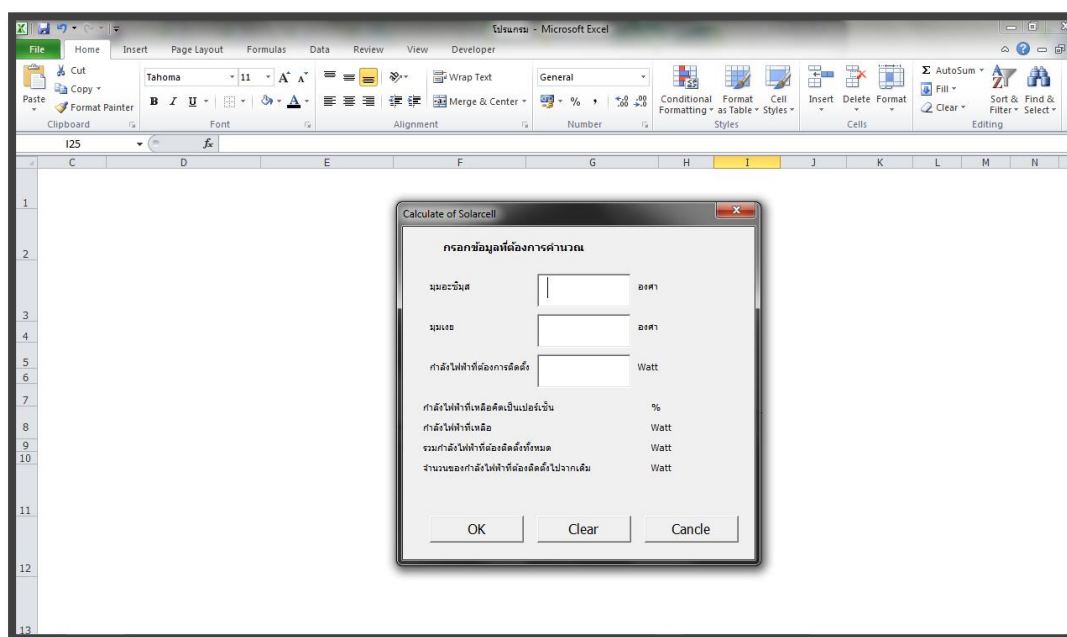 โปรแกรม - Microsoft Excel
File Home Insert Page Layout Formulas Data Review View Developer
Cut
Copy
Format Painter
Paste
Clipboard
Tahoma 11 A A
B I U A
Font
Wrap Text
Merge & Center
Alignment
General
% , .00 .00
Number
Conditional Formatting
Format as Table
Cell Styles
Styles
Insert Delete Format
Cells
Σ AutoSum
Fill
Clear
Sort & Filter
Find & Select
Editing
I25 fx
C D E F G H I J K L M N
1
2
3
4
5
6
7
8
9
10
11
12
13
Calculate of Solarcell
กรอกข้อมูลที่ต้องการคำนวณ
มุมอะซิมุส องศา
มุมเงย องศา
กำลังไฟฟ้าที่ต้องการติดตั้ง Watt
กำลังไฟฟ้าที่เหลือคิดเป็นเปอร์เซ็น %
กำลังไฟฟ้าที่เหลือ Watt
รวมกำลังไฟฟ้าที่ต้องติดตั้งทั้งหมด Watt
จำนวนของกำลังไฟฟ้าที่ต้องติดตั้งไปจากเดิม Watt
OK Clear Cancle